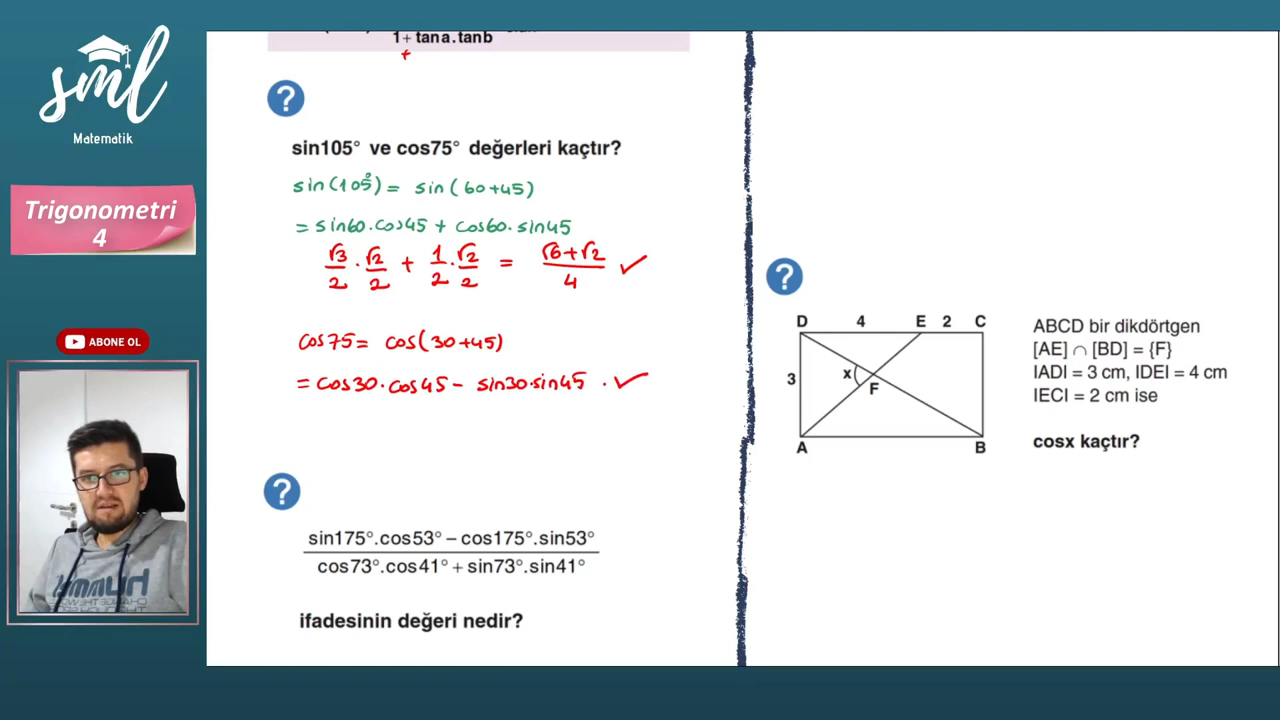 sml
Matematik
Trigonometri
4
ABONE OL
1 + tana.tanb
+
?
sin105° ve cos75° değerleri kaçtır?
sin(105°) = sin(60+45)
= sin60.cos45 + cos60.sin45
√3/2 . √2/2 + 1/2 . √2/2 = √6+√2/4 ✓
cos75 = cos(30+45)
= cos30.cos45 - sin30.sin45 . ✓
?
sin175°.cos53° – cos175°.sin53°
cos73°.cos41° + sin73°.sin41°
ifadesinin değeri nedir?
?
D 4 E 2 C
3 x F
A B
ABCD bir dikdörtgen
[AE] ∩ [BD] = {F}
IADI = 3 cm, IDEI = 4 cm
IECI = 2 cm ise
cosx kaçtır?